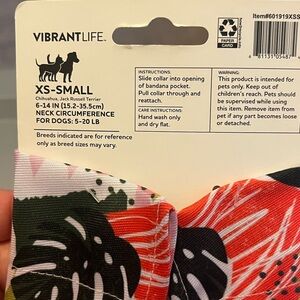 Item#601919XSS
VIBRANTLIFE.
PAPER
CARD
XS-SMALL
Chihuahua, Jack Russell Terrier
6-14 IN (15.2-35.5cm)
NECK CIRCUMFERENCE
FOR DOGS: 5-20 LB
Breeds indicated are for reference
only as breed sizes may vary.
INSTRUCTIONS:
Slide collar into opening
of bandana pocket.
Pull collar through and
reattach.
CARE INSTRUCTIONS:
Hand wash only
and dry flat.
WARNING:
This product is intended for
pets only. Keep out of
children's reach. Pets should
be supervised while using
this item. Remove from
pet if any part becomes loose
or detached.